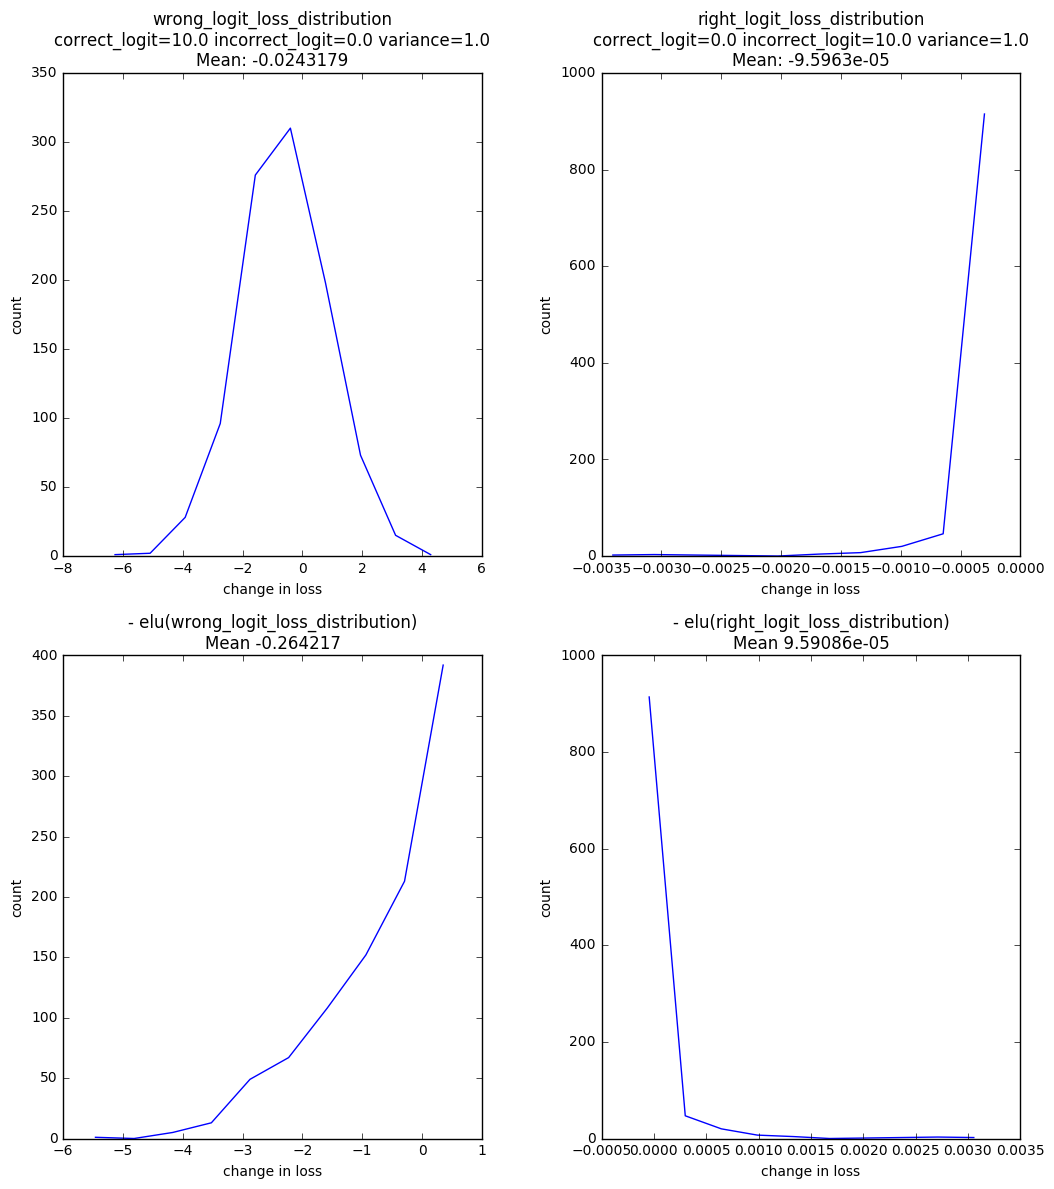 wrong_logit_loss_distribution
correct_logit=10.0 incorrect_logit=0.0 variance=1.0
Mean: -0.0243179
350
300
250
200
150
100
50
0
count
−8 −6 −4 −2 0 2 4 6
change in loss
right_logit_loss_distribution
correct_logit=0.0 incorrect_logit=10.0 variance=1.0
Mean: -9.5963e-05
1000
800
600
400
200
0
count
−0.0035 −0.0030 −0.0025 −0.0020 −0.0015 −0.0010 −0.0005 0.0000
change in loss
- elu(wrong_logit_loss_distribution)
Mean -0.264217
400
350
300
250
200
150
100
50
0
count
−6 −5 −4 −3 −2 −1 0 1
change in loss
- elu(right_logit_loss_distribution)
Mean 9.59086e-05
1000
800
600
400
200
0
count
−0.0005 0.0000 0.0005 0.0010 0.0015 0.0020 0.0025 0.0030 0.0035
change in loss